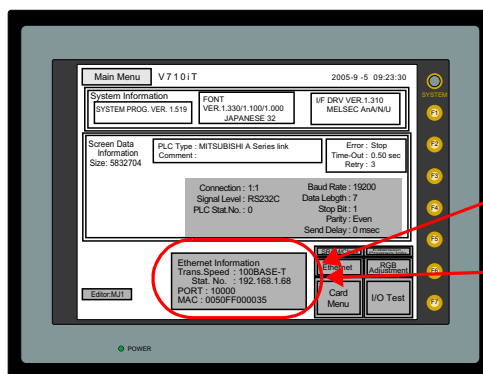 Main Menu V710iT 2005-9 -5 09:23:30
SYSTEM
System Information
SYSTEM PROG. VER. 1.519
FONT
VER.1.330/1.100/1.000
JAPANESE 32
I/F DRV VER.1.310
MELSEC AnA/N/U
F1
Screen Data
Information
Size: 5832704
PLC Type : MITSUBISHI A Series link
Comment :
Error : Stop
Time-Out : 0.50 sec
Retry : 3
F2
F3
Connection : 1:1
Signal Level : RS232C
PLC Stat.No. : 0
Baud Rate : 19200
Data Lebgth : 7
Stop Bit : 1
Parity : Even
Send Delay : 0 msec
F4
F5
Ethernet Information
Trans.Speed : 100BASE-T
Stat. No. : 192.168.1.68
PORT : 10000
MAC : 0050FF000035
Ethernet
RGB
Adjustment
F6
Editor:MJ1
Card
Menu
I/O Test
F7
POWER